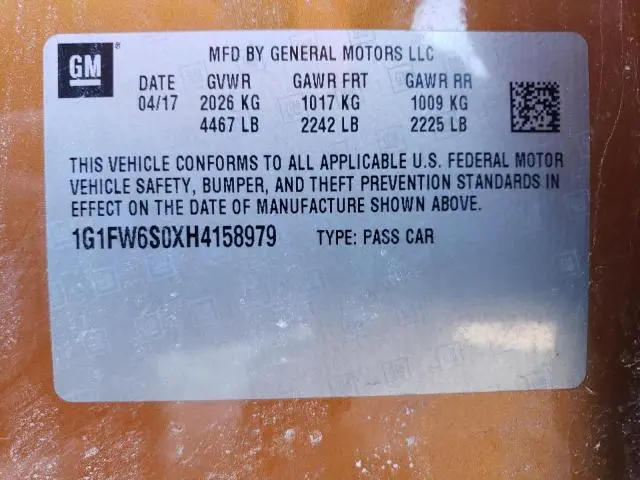 GM
MFD BY GENERAL MOTORS LLC
DATE GVWR GAWR FRT GAWR RR
04/17 2026 KG 1017 KG 1009 KG
4467 LB 2242 LB 2225 LB
THIS VEHICLE CONFORMS TO ALL APPLICABLE U.S. FEDERAL MOTOR
VEHICLE SAFETY, BUMPER, AND THEFT PREVENTION STANDARDS IN
EFFECT ON THE DATE OF MANUFACTURE SHOWN ABOVE.
1G1FW6S0XH4158979 TYPE: PASS CAR